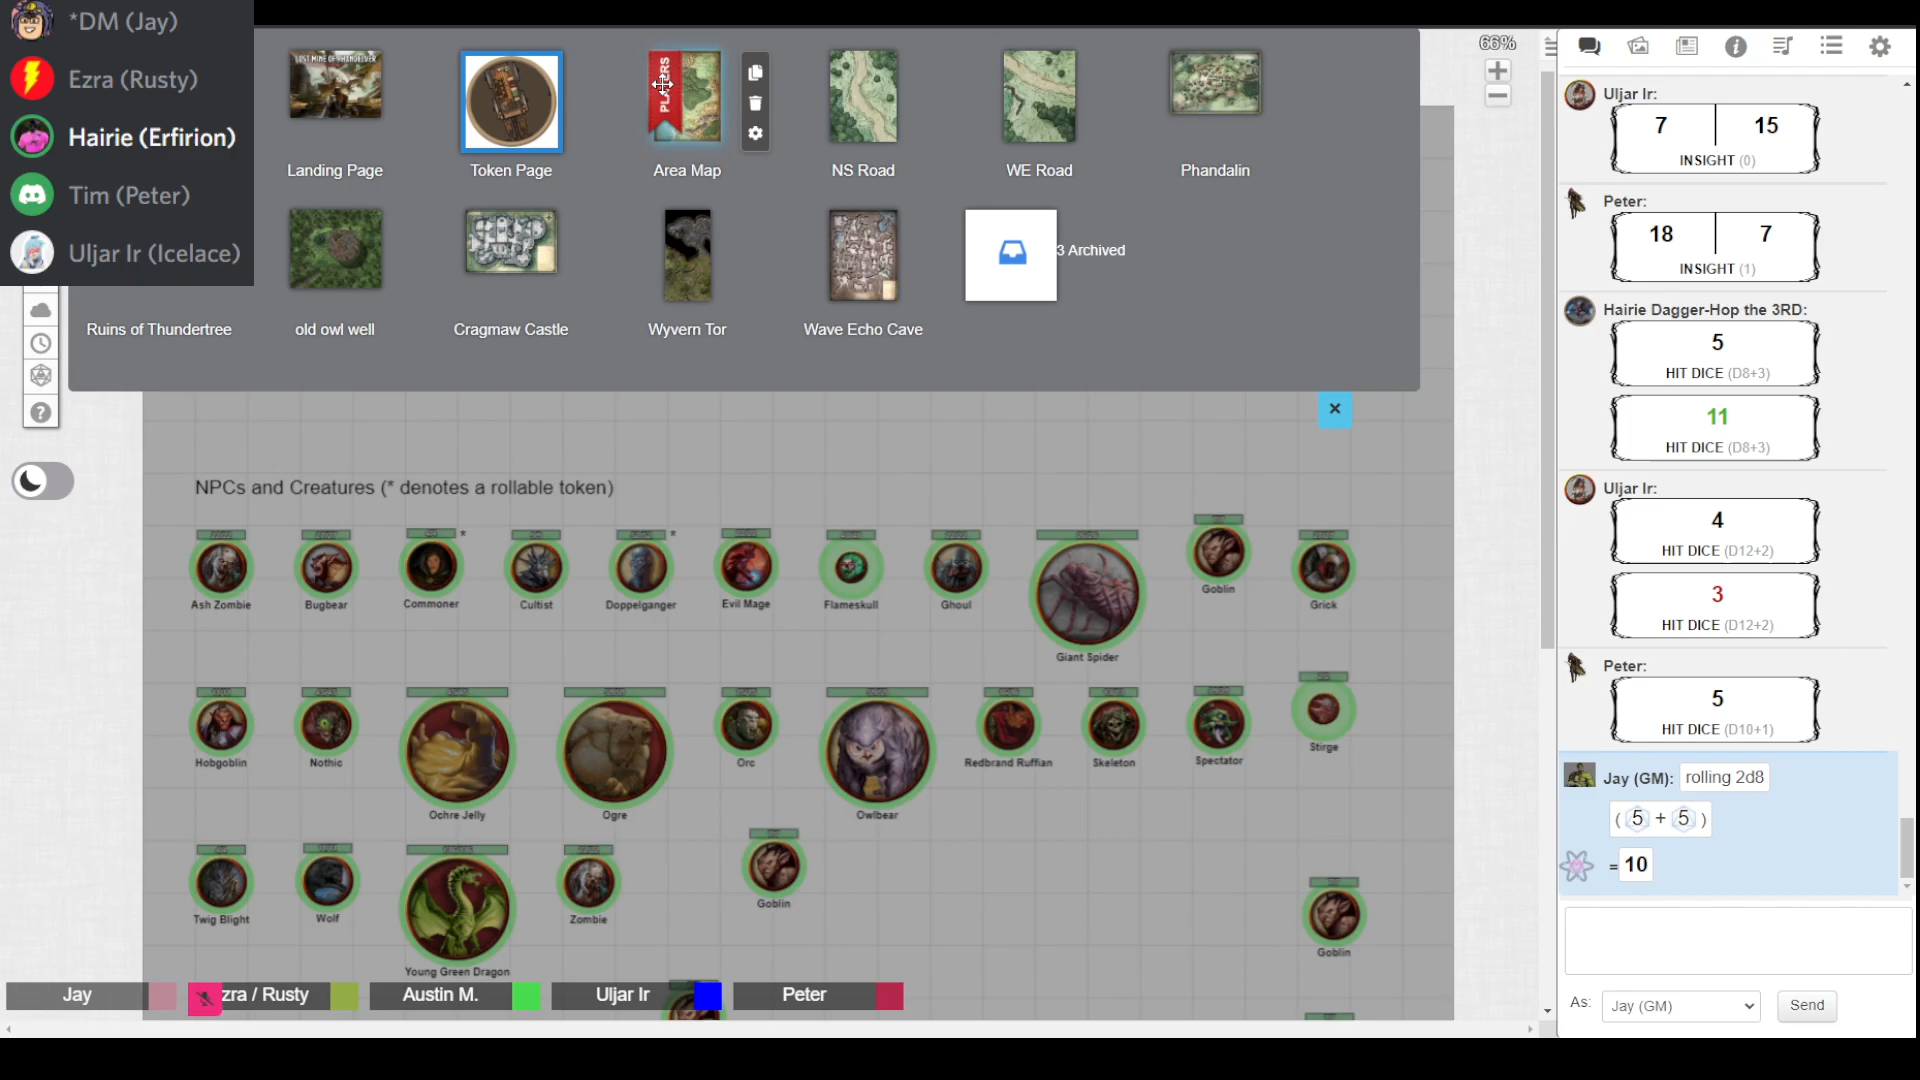 *DM (Jay)
Ezra (Rusty)
Hairie (Erfirion)
Tim (Peter)
Uljar Ir (Icelace)
LOST MINE OF PHANDELVER
PLAYERS
Landing Page
Token Page
Area Map
NS Road
WE Road
Phandalin
3 Archived
Ruins of Thundertree
old owl well
Cragmaw Castle
Wyvern Tor
Wave Echo Cave
66%
NPCs and Creatures (* denotes a rollable token)
* *
Ash Zombie
Bugbear
Commoner
Cultist
Doppelganger
Evil Mage
Flameskull
Ghoul
Giant Spider
Goblin
Grick
Hobgoblin
Nothic
Ochre Jelly
Ogre
Orc
Owlbear
Redbrand Ruffian
Skeleton
Spectator
Stirge
Twig Blight
Wolf
Young Green Dragon
Zombie
Goblin
Goblin
Jay
zra / Rusty
Austin M.
Uljar Ir
Peter
Uljar Ir:
7 15
INSIGHT (0)
Peter:
18 7
INSIGHT (1)
Hairie Dagger-Hop the 3RD:
5
HIT DICE (D8+3)
11
HIT DICE (D8+3)
Uljar Ir:
4
HIT DICE (D12+2)
3
HIT DICE (D12+2)
Peter:
5
HIT DICE (D10+1)
Jay (GM): rolling 2d8
( 5 + 5 )
= 10
As: Jay (GM) Send